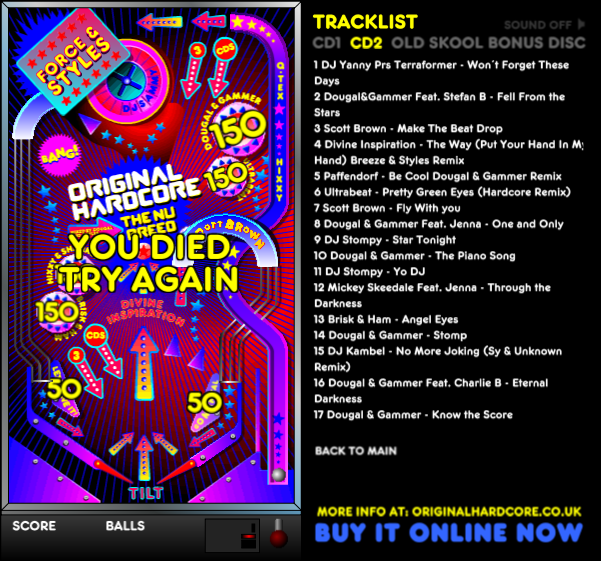 FORCE &
STYLES
DJ SAMMY
3
CDS
Q-TEX
HIXXY
DOUGAL & GAMMER
150
BANG!
150
ORIGINAL
HARDCORE
THE NU
BREED
SCOTT BROWN
YOU DIED
TRY AGAIN
150
BRISK & HAM
DIVINE
INSPIRATION
3
CDS
50
50
TILT
SCORE
BALLS
TRACKLIST
SOUND OFF
CD1 CD2 OLD SKOOL BONUS DISC
1 DJ Yanny Prs Terraformer - Won´t Forget These
Days
2 Dougal&Gammer Feat. Stefan B - Fell From the
Stars
3 Scott Brown - Make The Beat Drop
4 Divine Inspiration - The Way (Put Your Hand In My
Hand) Breeze & Styles Remix
5 Paffendorf - Be Cool Dougal & Gammer Remix
6 Ultrabeat - Pretty Green Eyes (Hardcore Remix)
7 Scott Brown - Fly With you
8 Dougal & Gammer Feat. Jenna - One and Only
9 DJ Stompy - Star Tonight
10 Dougal & Gammer - The Piano Song
11 DJ Stompy - Yo DJ
12 Mickey Skeedale Feat. Jenna - Through the
Darkness
13 Brisk & Ham - Angel Eyes
14 Dougal & Gammer - Stomp
15 DJ Kambel - No More Joking (Sy & Unknown
Remix)
16 Dougal & Gammer Feat. Charlie B - Eternal
Darkness
17 Dougal & Gammer - Know the Score
BACK TO MAIN
MORE INFO AT: ORIGINALHARDCORE.CO.UK
BUY IT ONLINE NOW